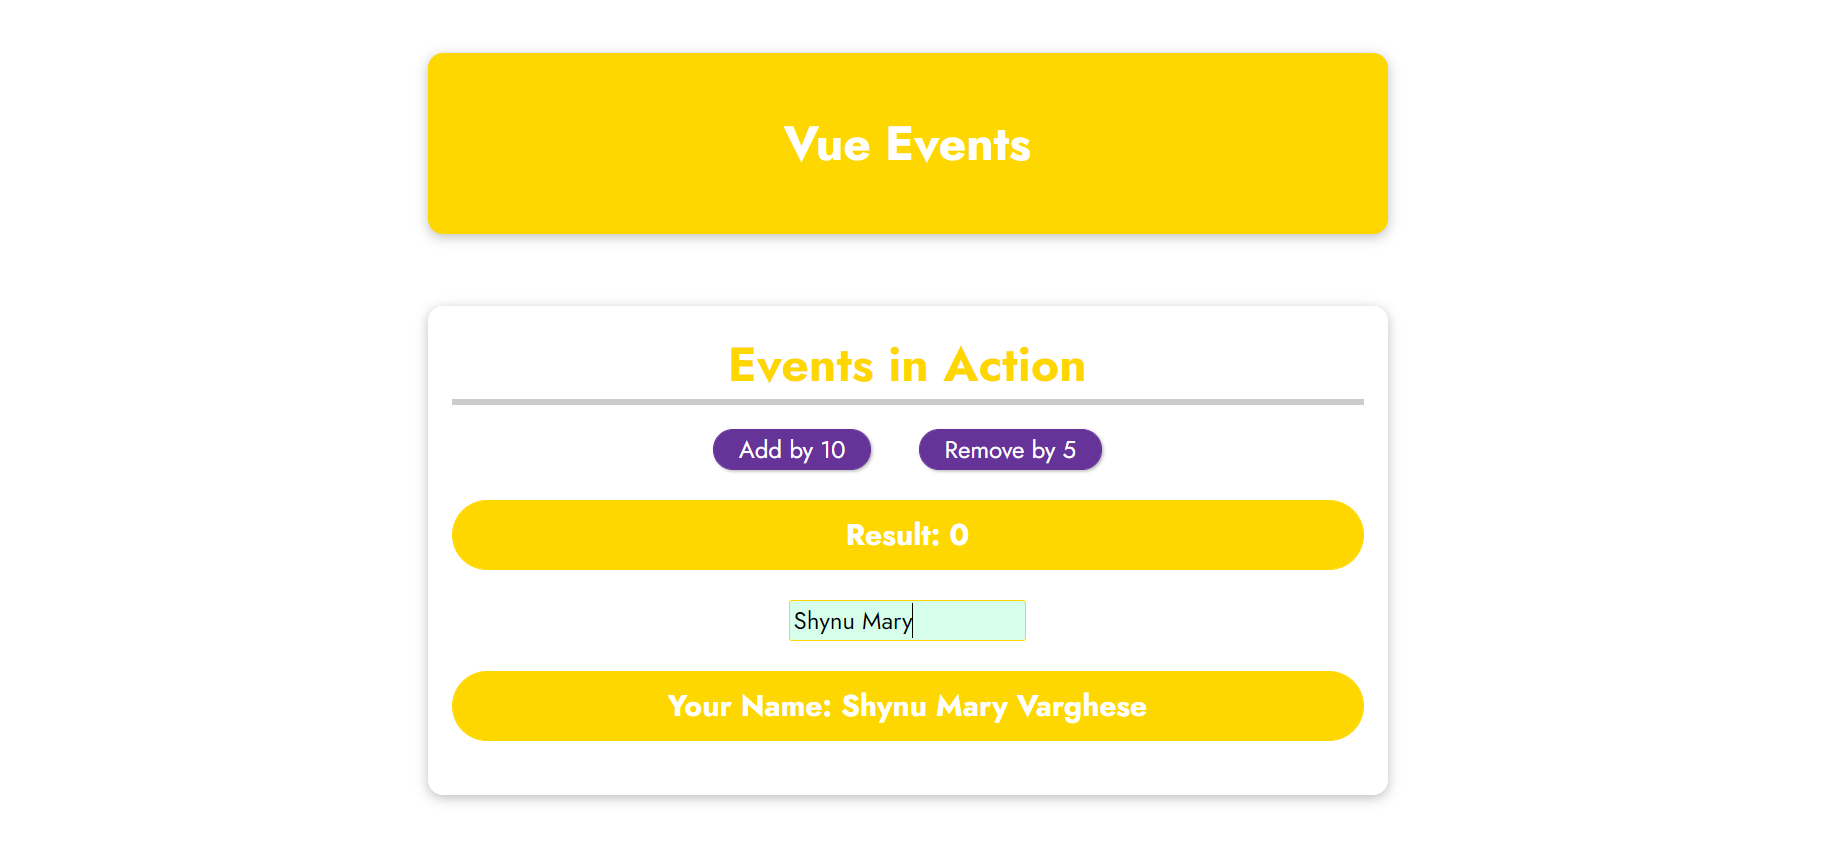 Vue Events
Events in Action
Add by 10 Remove by 5
Result: 0
Shynu Mary
Your Name: Shynu Mary Varghese